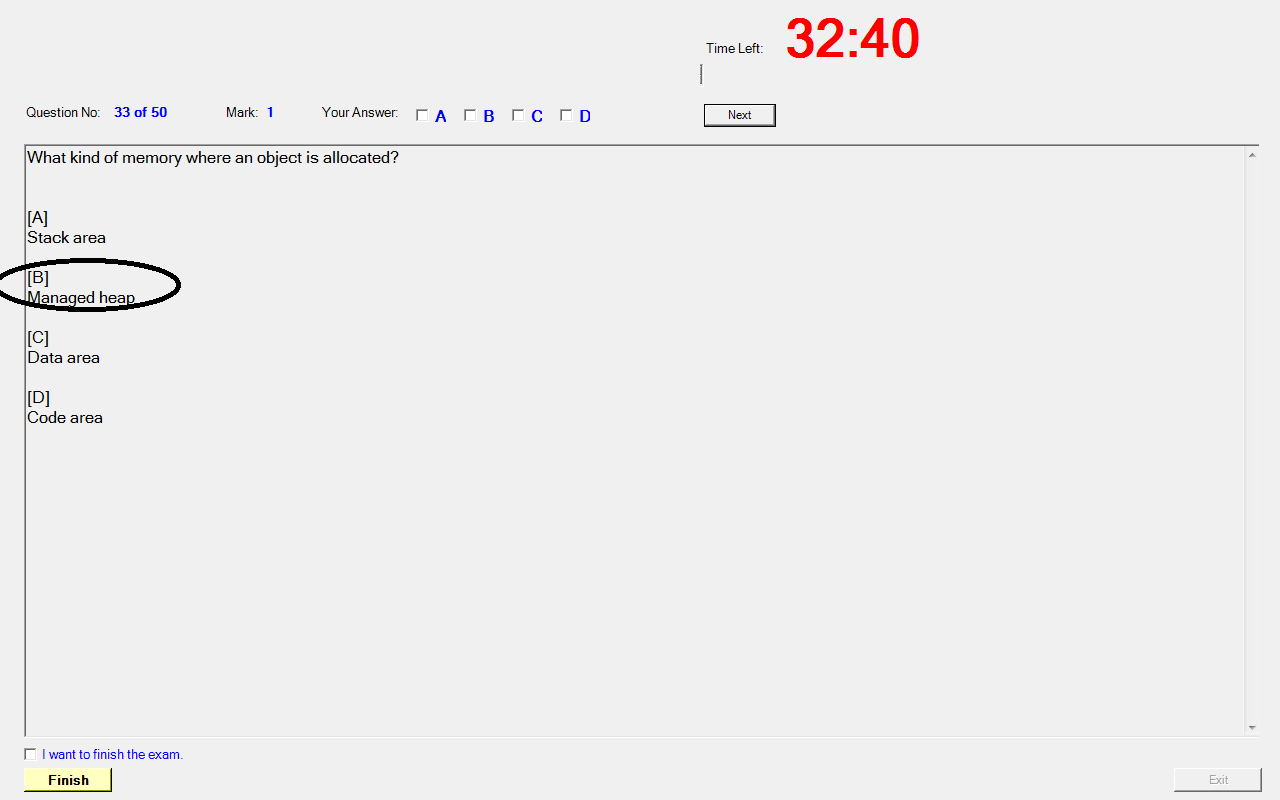 Time Left: 32:40
Question No: 33 of 50 Mark: 1 Your Answer: A B C D Next
What kind of memory where an object is allocated?
[A]
Stack area
[B]
Managed heap
[C]
Data area
[D]
Code area
I want to finish the exam.
Finish Exit